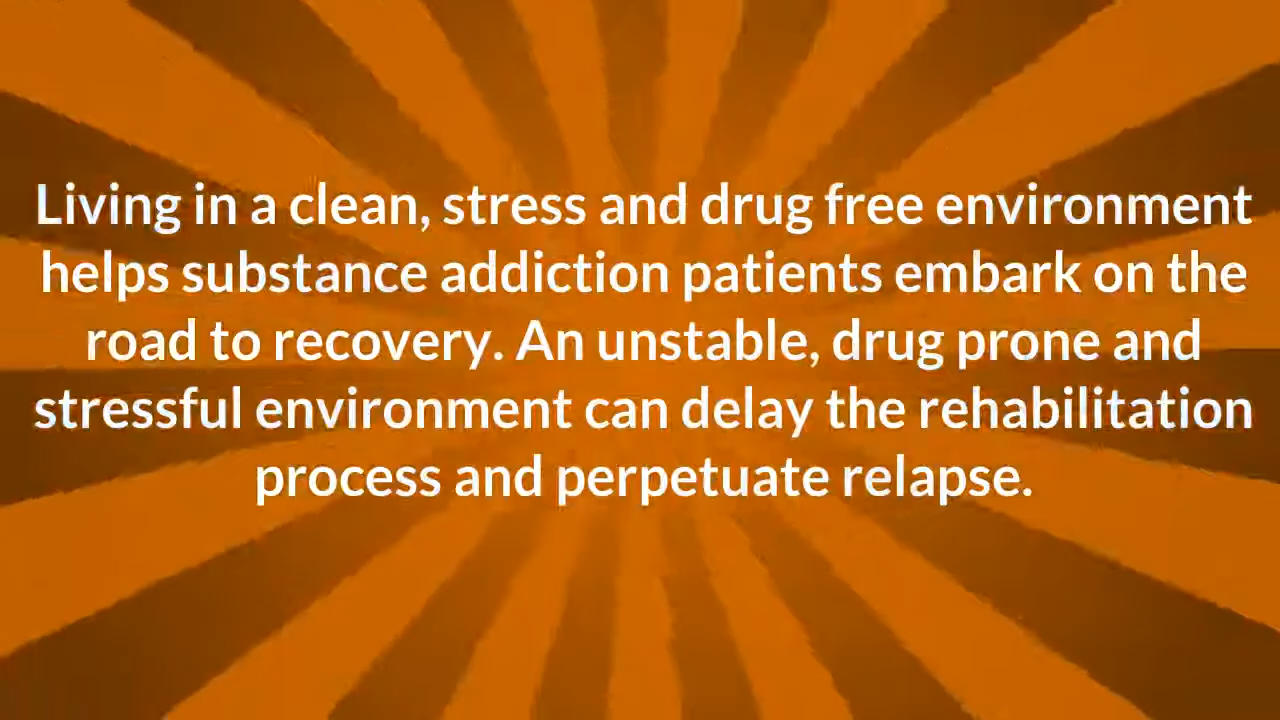 Living in a clean, stress and drug free environment
helps substance addiction patients embark on the
road to recovery. An unstable, drug prone and
stressful environment can delay the rehabilitation
process and perpetuate relapse.